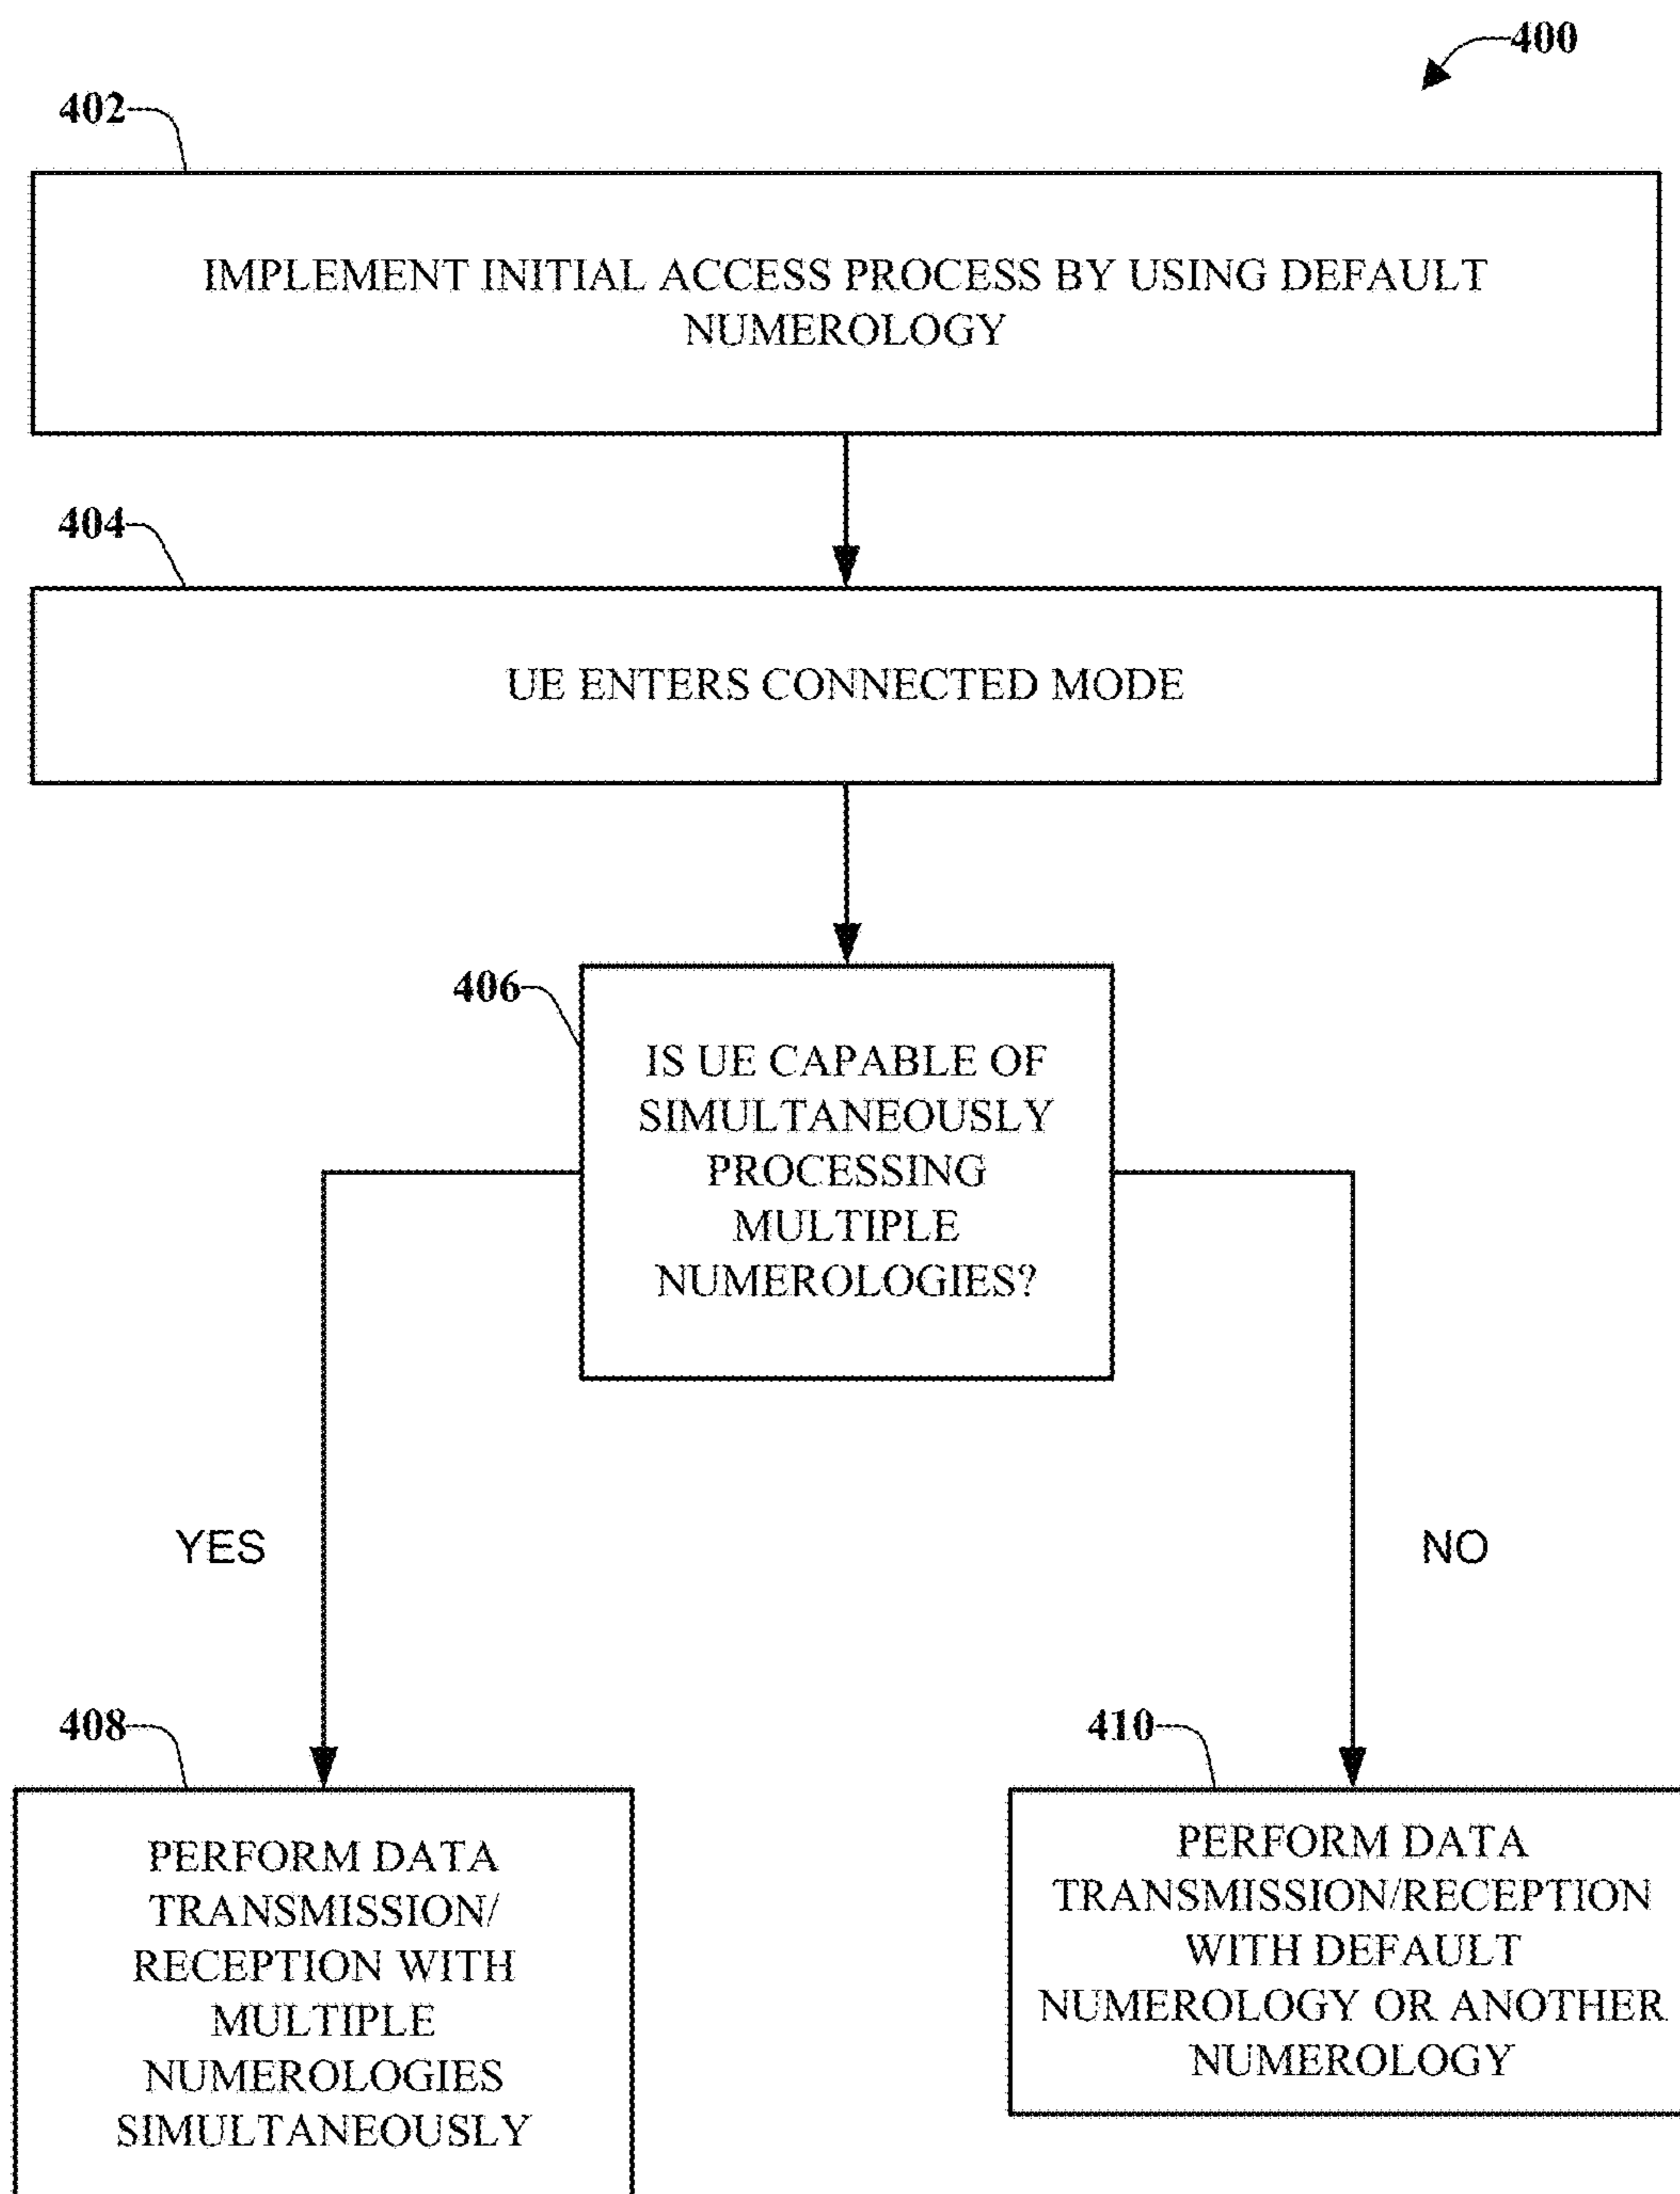 400
402
IMPLEMENT INITIAL ACCESS PROCESS BY USING DEFAULT
NUMEROLOGY
404
UE ENTERS CONNECTED MODE
406
IS UE CAPABLE OF
SIMULTANEOUSLY
PROCESSING
MULTIPLE
NUMEROLOGIES?
YES
NO
408
PERFORM DATA
TRANSMISSION/
RECEPTION WITH
MULTIPLE
NUMEROLOGIES
SIMULTANEOUSLY
410
PERFORM DATA
TRANSMISSION/RECEPTION
WITH DEFAULT
NUMEROLOGY OR ANOTHER
NUMEROLOGY